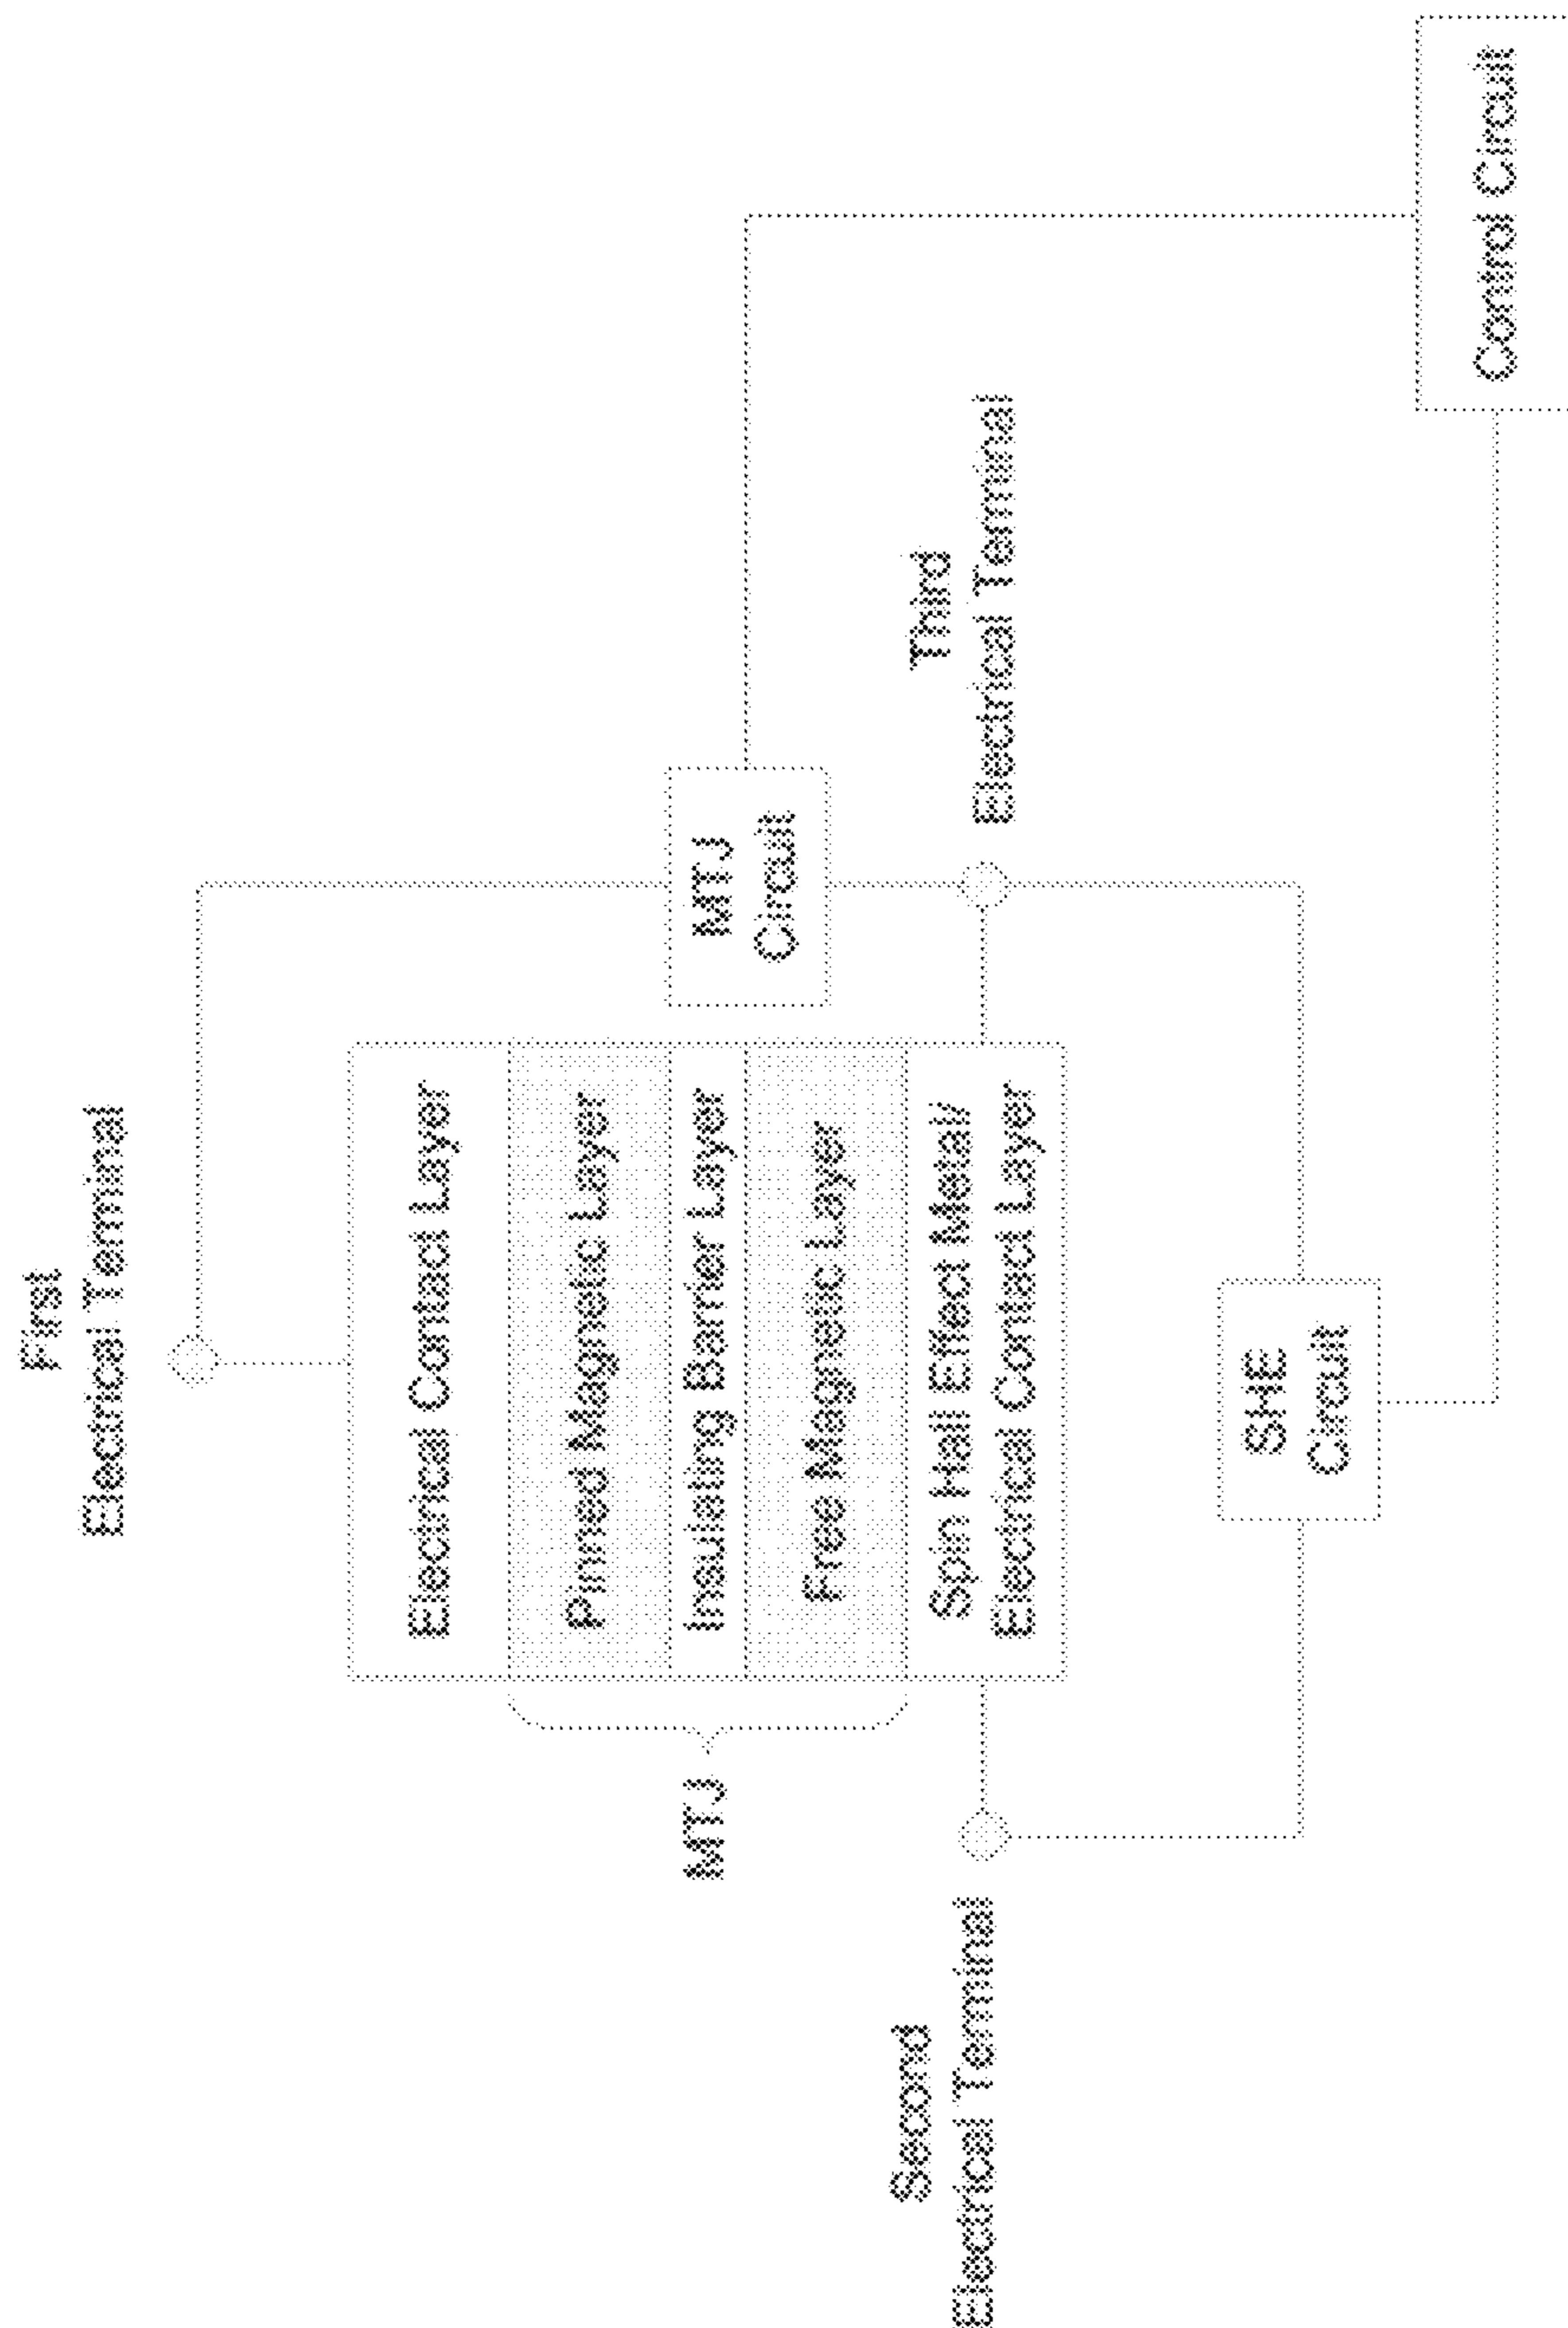 First
Electrical Terminal
Electrical Contact Layer
Pinned Magnetic Layer
Insulating Barrier Layer
Free Magnetic Layer
Spin Hall Effect Metal/
Electrical Contact Layer
MTJ
MTJ
Circuit
Second
Electrical Terminal
Third
Electrical Terminal
SHE
Circuit
Control Circuit